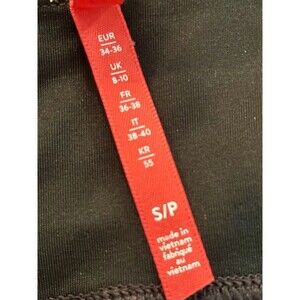 EUR
34-36
UK
8-10
FR
36-38
IT
38-40
KR
55
S/P
made in
vietnam
fabriqué
au
vietnam